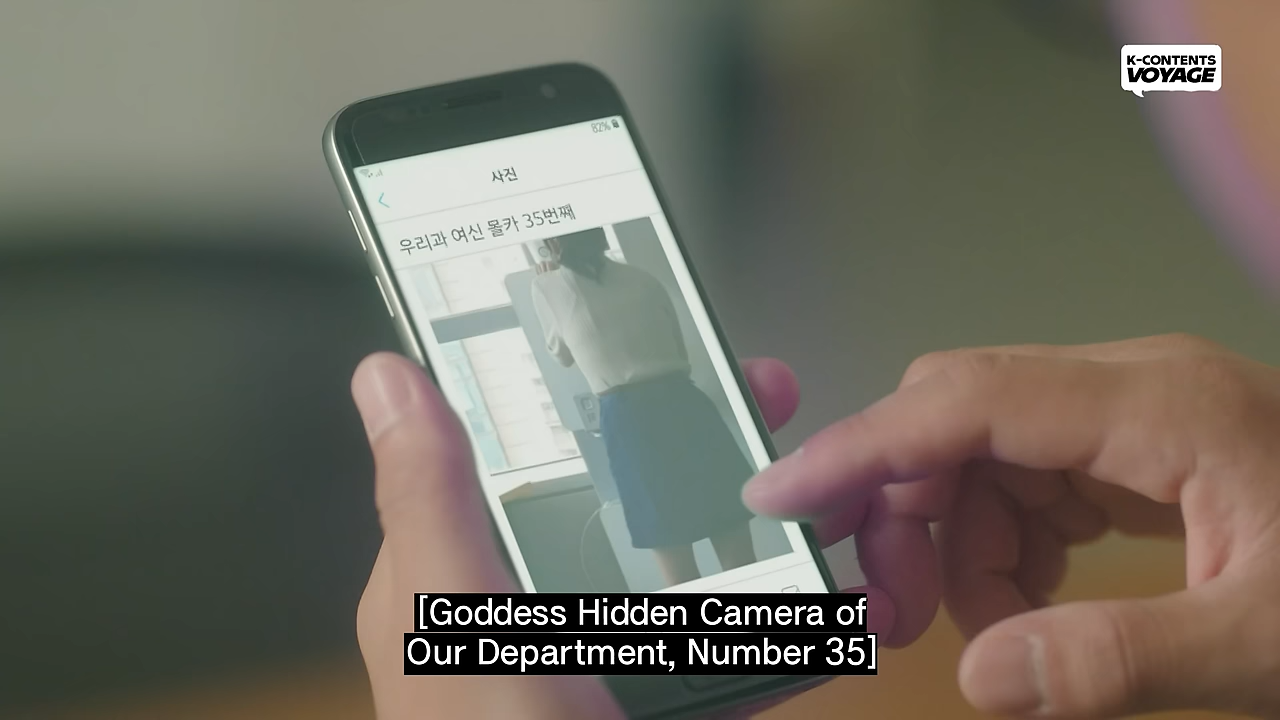 K-CONTENTS
VOYAGE
82%
사진
우리과 여신 몰카 35번째
[Goddess Hidden Camera of
Our Department, Number 35]